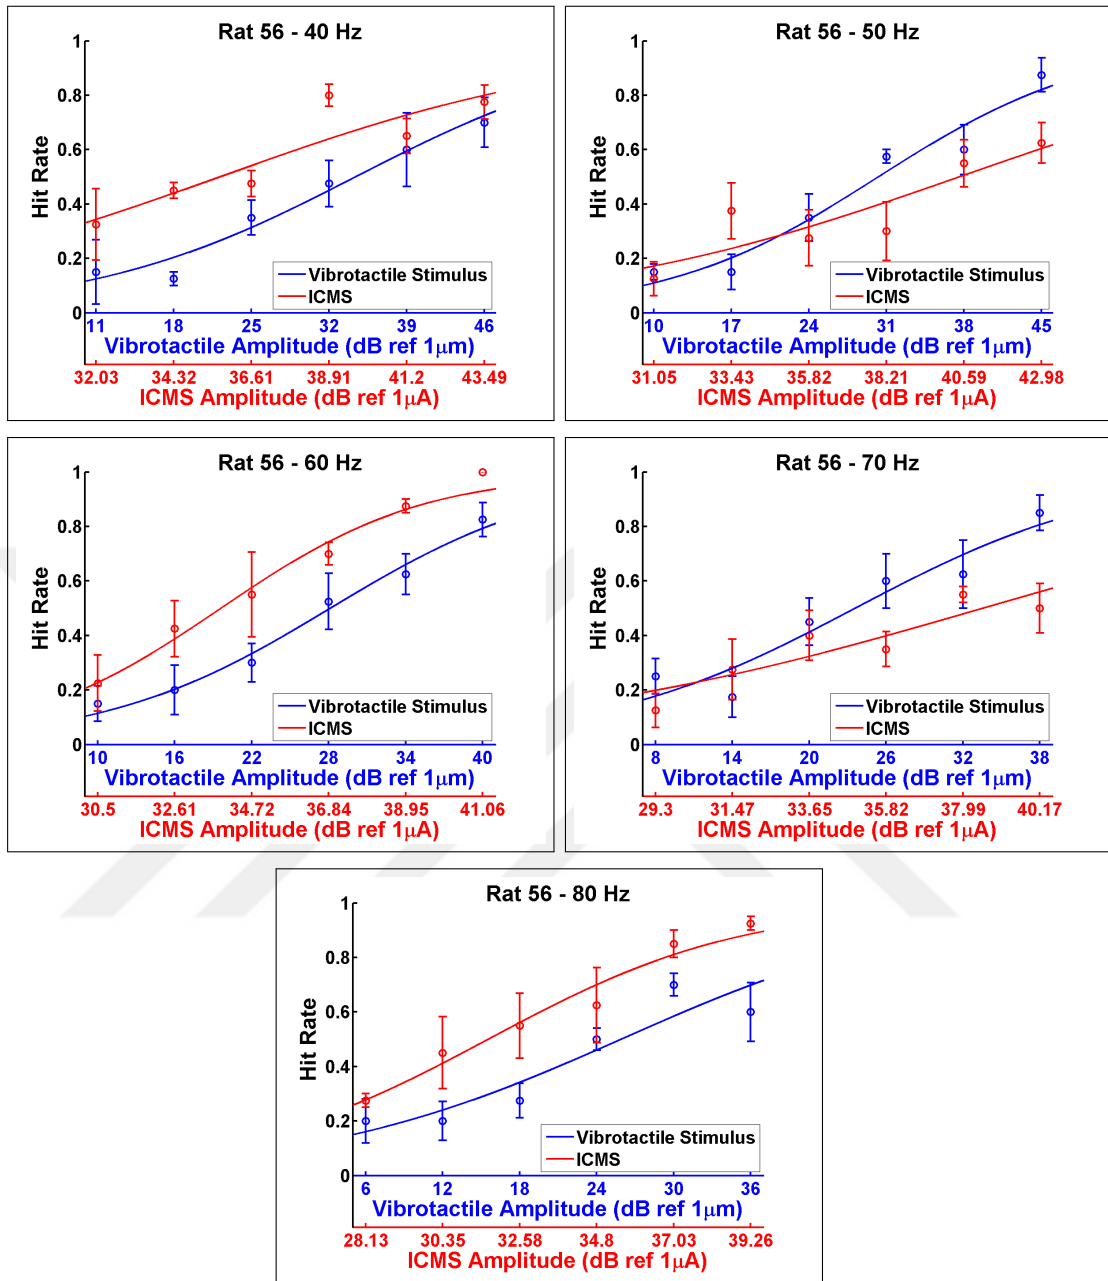 Rat 56 - 40 Hz
1
0.8
0.6
0.4
0.2
0
Hit Rate
Vibrotactile Stimulus
ICMS
11 18 25 32 39 46
Vibrotactile Amplitude (dB ref 1μm)
32.03 34.32 36.61 38.91 41.2 43.49
ICMS Amplitude (dB ref 1μA)
Rat 56 - 50 Hz
1
0.8
0.6
0.4
0.2
0
Hit Rate
Vibrotactile Stimulus
ICMS
10 17 24 31 38 45
Vibrotactile Amplitude (dB ref 1μm)
31.05 33.43 35.82 38.21 40.59 42.98
ICMS Amplitude (dB ref 1μA)
Rat 56 - 60 Hz
1
0.8
0.6
0.4
0.2
0
Hit Rate
Vibrotactile Stimulus
ICMS
10 16 22 28 34 40
Vibrotactile Amplitude (dB ref 1μm)
30.5 32.61 34.72 36.84 38.95 41.06
ICMS Amplitude (dB ref 1μA)
Rat 56 - 70 Hz
1
0.8
0.6
0.4
0.2
0
Hit Rate
Vibrotactile Stimulus
ICMS
8 14 20 26 32 38
Vibrotactile Amplitude (dB ref 1μm)
29.3 31.47 33.65 35.82 37.99 40.17
ICMS Amplitude (dB ref 1μA)
Rat 56 - 80 Hz
1
0.8
0.6
0.4
0.2
0
Hit Rate
Vibrotactile Stimulus
ICMS
6 12 18 24 30 36
Vibrotactile Amplitude (dB ref 1μm)
28.13 30.35 32.58 34.8 37.03 39.26
ICMS Amplitude (dB ref 1μA)